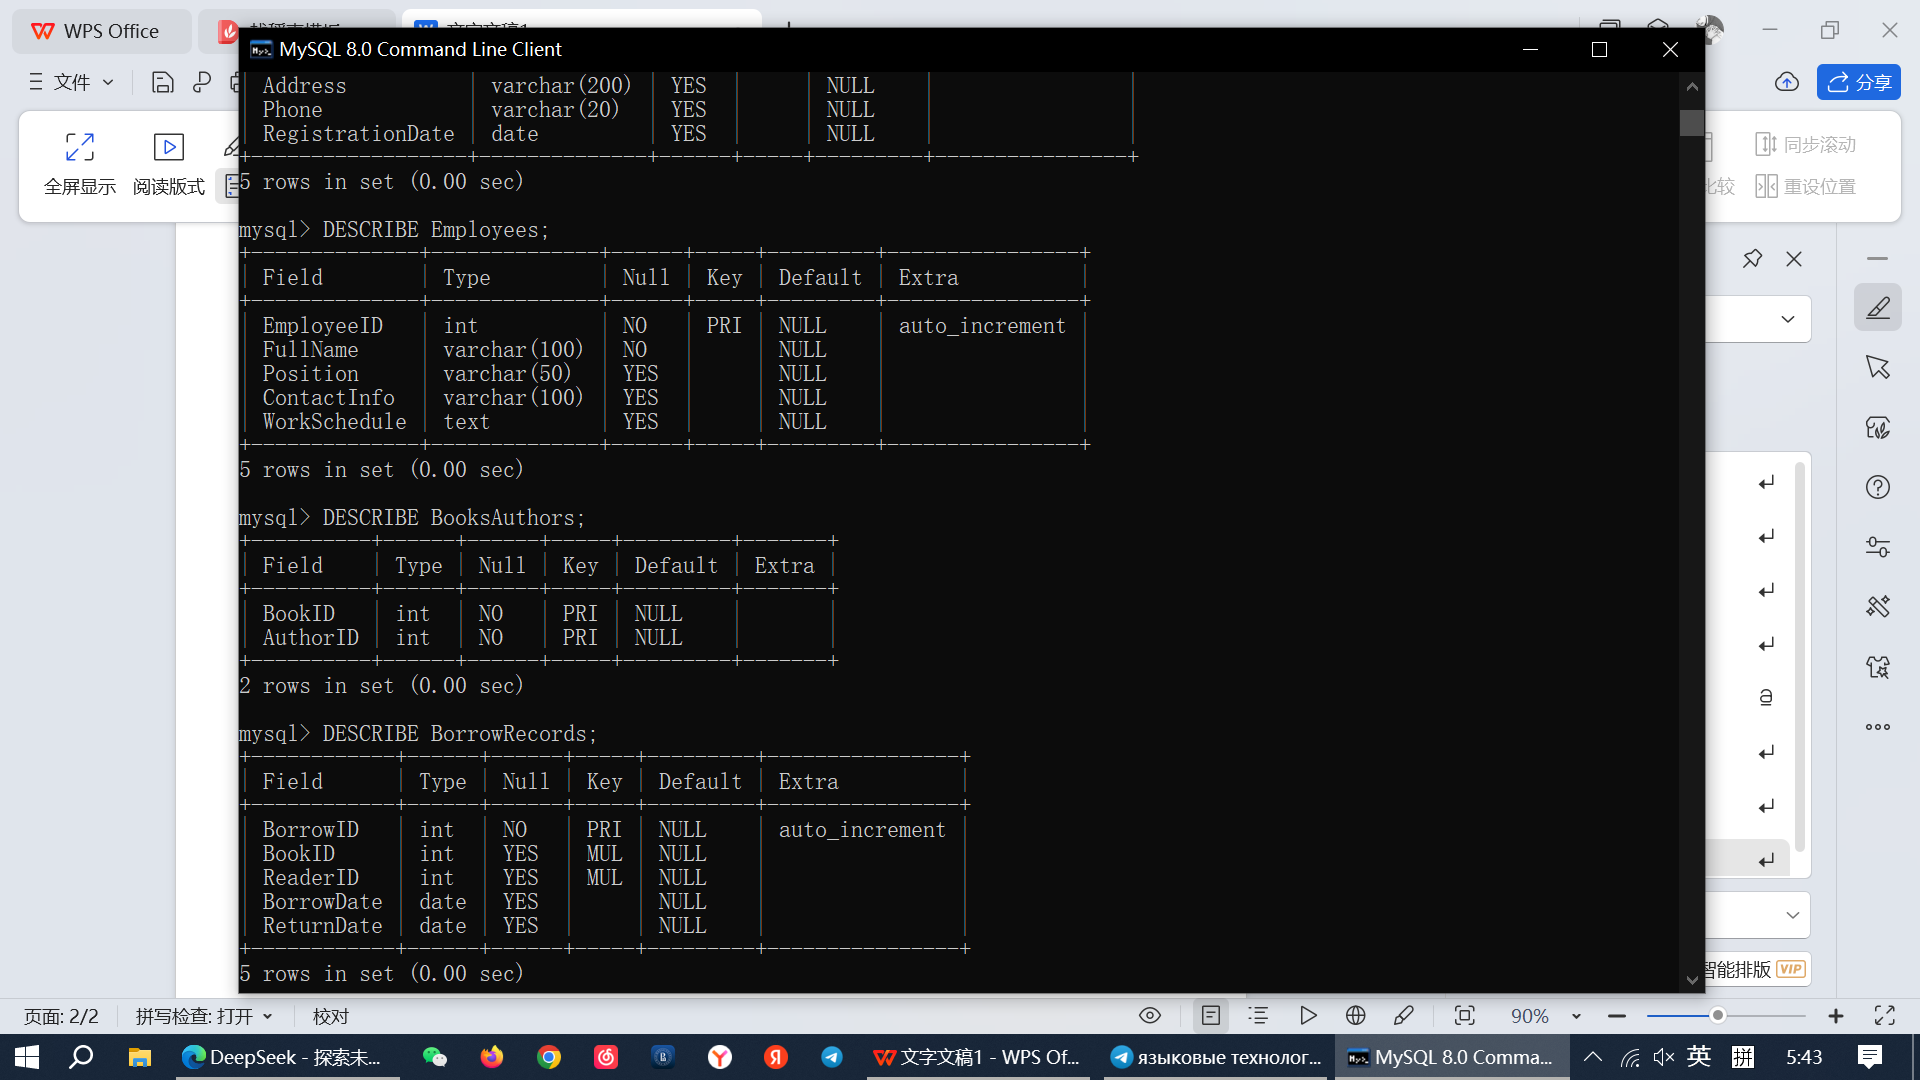 WPS Office
MySQL 8.0 Command Line Client
文件
分享
全屏显示
阅读版式
同步滚动
比较
重设位置
| Address | varchar(200) | YES | | NULL | |
| Phone | varchar(20) | YES | | NULL | |
| RegistrationDate | date | YES | | NULL | |
5 rows in set (0.00 sec)
mysql> DESCRIBE Employees;
| Field | Type | Null | Key | Default | Extra |
| EmployeeID | int | NO | PRI | NULL | auto_increment |
| FullName | varchar(100) | NO | | NULL | |
| Position | varchar(50) | YES | | NULL | |
| ContactInfo | varchar(100) | YES | | NULL | |
| WorkSchedule | text | YES | | NULL | |
5 rows in set (0.00 sec)
mysql> DESCRIBE BooksAuthors;
| Field | Type | Null | Key | Default | Extra |
| BookID | int | NO | PRI | NULL | |
| AuthorID | int | NO | PRI | NULL | |
2 rows in set (0.00 sec)
mysql> DESCRIBE BorrowRecords;
| Field | Type | Null | Key | Default | Extra |
| BorrowID | int | NO | PRI | NULL | auto_increment |
| BookID | int | YES | MUL | NULL | |
| ReaderID | int | YES | MUL | NULL | |
| BorrowDate | date | YES | | NULL | |
| ReturnDate | date | YES | | NULL | |
5 rows in set (0.00 sec)
智能排版 VIP
页面: 2/2
拼写检查: 打开
校对
90%
DeepSeek - 探索未...
文字文稿1 - WPS Of...
языковые технолог...
MySQL 8.0 Comma...
英
拼
5:43